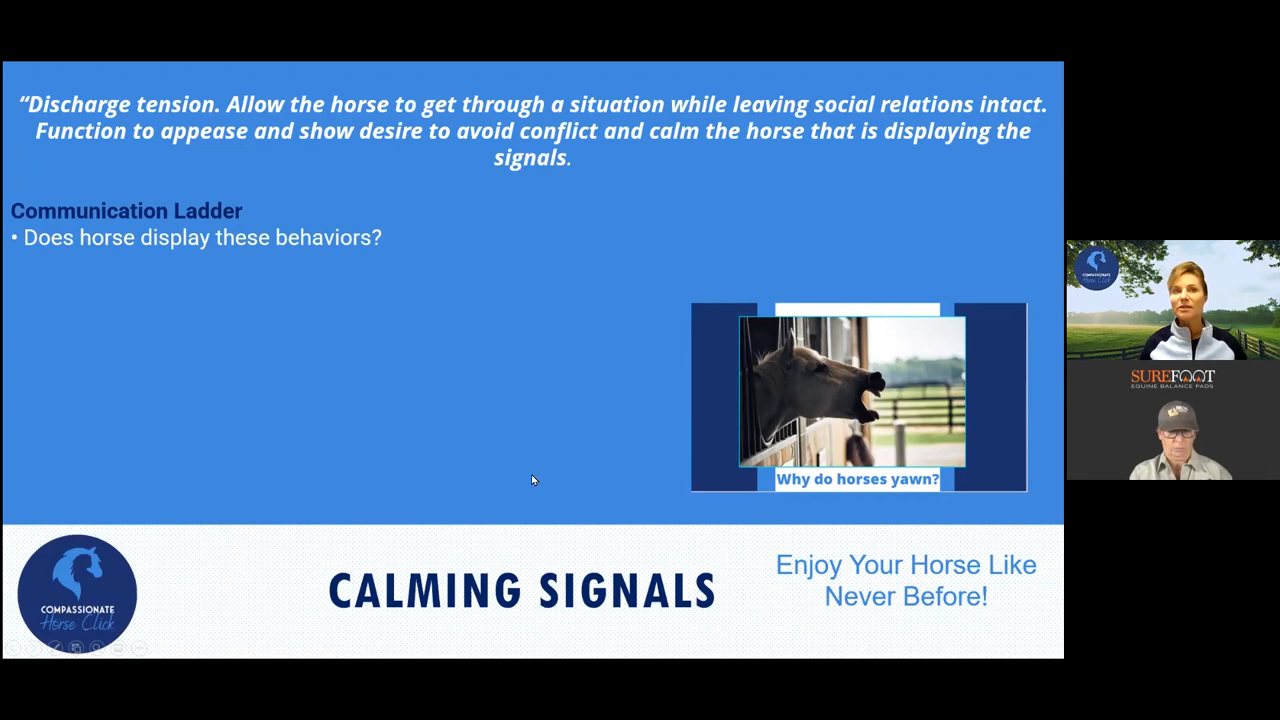 “Discharge tension. Allow the horse to get through a situation while leaving social relations intact.
Function to appease and show desire to avoid conflict and calm the horse that is displaying the
signals.
Communication Ladder
• Does horse display these behaviors?
Why do horses yawn?
COMPASSIONATE
Horse Click
CALMING SIGNALS
Enjoy Your Horse Like
Never Before!
COMPASSIONATE
Horse Click
SUREFOOT
EQUINE BALANCE PADS